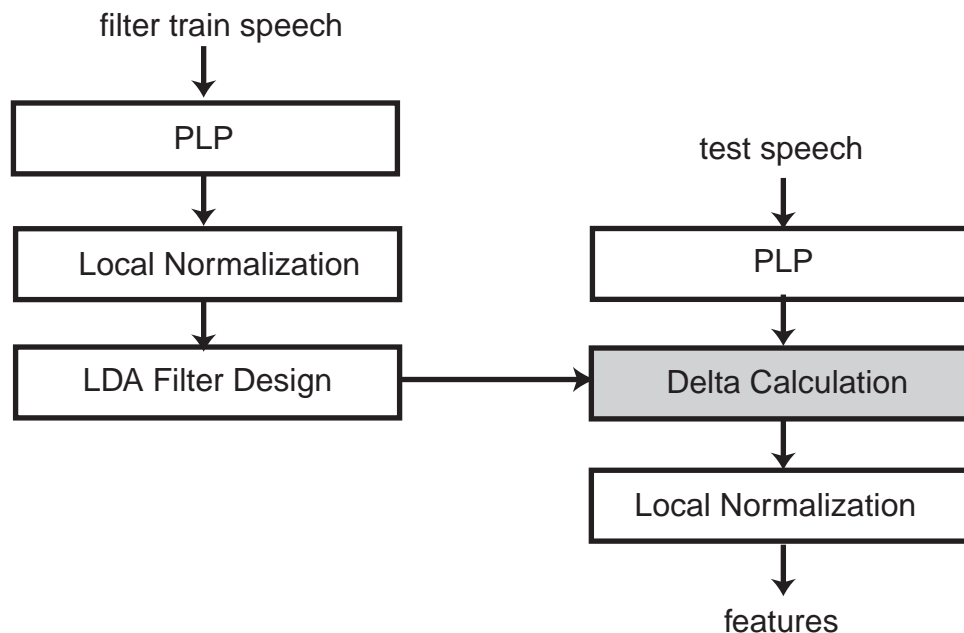 filter train speech
PLP
Local Normalization
LDA Filter Design
test speech
PLP
Delta Calculation
Local Normalization
features